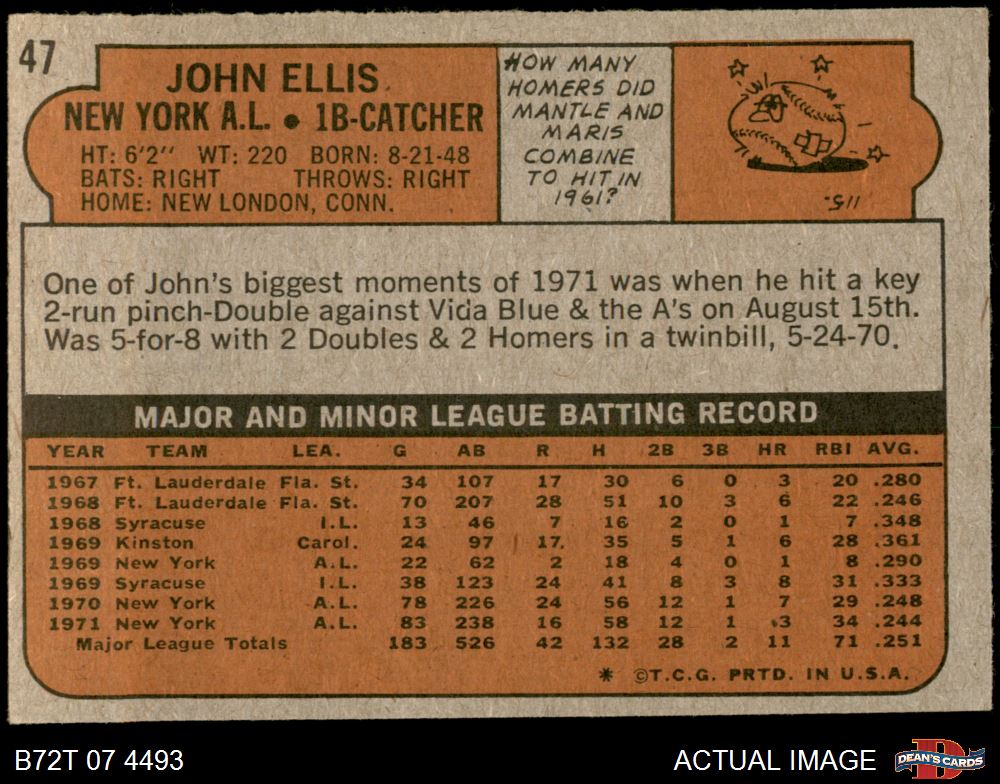 47
JOHN ELLIS
NEW YORK A.L. • 1B-CATCHER
HT: 6'2" WT: 220 BORN: 8-21-48
BATS: RIGHT THROWS: RIGHT
HOME: NEW LONDON, CONN.
HOW MANY
HOMERS DID
MANTLE AND
MARIS
COMBINE
TO HIT IN
1961?
115.
One of John's biggest moments of 1971 was when he hit a key
2-run pinch-Double against Vida Blue & the A's on August 15th.
Was 5-for-8 with 2 Doubles & 2 Homers in a twinbill, 5-24-70.
MAJOR AND MINOR LEAGUE BATTING RECORD
YEAR TEAM LEA. G AB R H 2B 3B HR RBI AVG.
1967 Ft. Lauderdale Fla. St. 34 107 17 30 6 0 3 20 .280
1968 Ft. Lauderdale Fla. St. 70 207 28 51 10 3 6 22 .246
1968 Syracuse I.L. 13 46 7 16 2 0 1 7 .348
1969 Kinston Carol. 24 97 17 35 5 1 6 28 .361
1969 New York A.L. 22 62 2 18 4 0 1 8 .290
1969 Syracuse I.L. 38 123 24 41 8 3 8 31 .333
1970 New York A.L. 78 226 24 56 12 1 7 29 .248
1971 New York A.L. 83 238 16 58 12 1 3 34 .244
Major League Totals 183 526 42 132 28 2 11 71 .251
* ©T.C.G. PRTD. IN U.S.A.
B72T 07 4493
ACTUAL IMAGE
DEAN'S CARDS